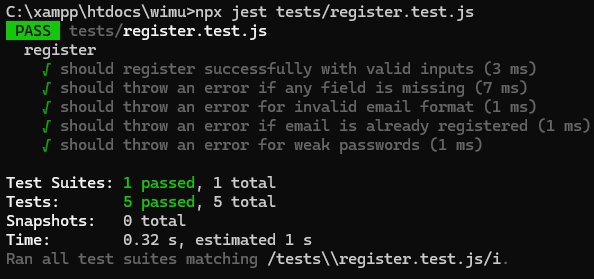 C:\xampp\htdocs\wimu>npx jest tests/register.test.js
PASS tests/register.test.js
register
√ should register successfully with valid inputs (3 ms)
√ should throw an error if any field is missing (7 ms)
√ should throw an error for invalid email format (1 ms)
√ should throw an error if email is already registered (1 ms)
√ should throw an error for weak passwords (1 ms)
Test Suites: 1 passed, 1 total
Tests: 5 passed, 5 total
Snapshots: 0 total
Time: 0.32 s, estimated 1 s
Ran all test suites matching /tests\\register.test.js/i.